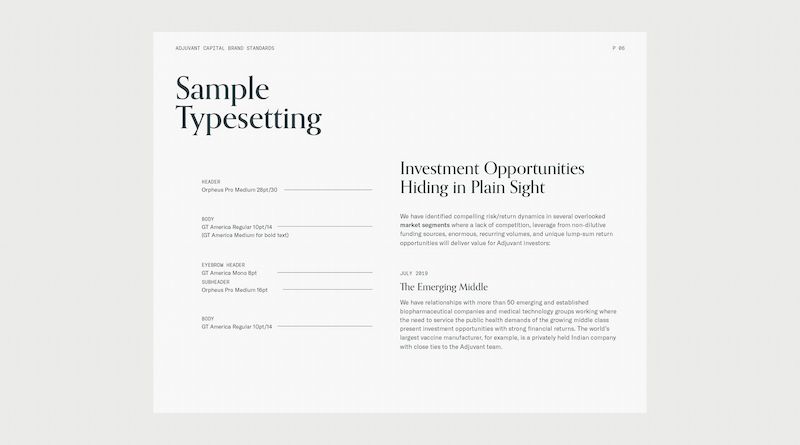 ADJUVANT CAPITAL BRAND STANDARDS
P 06
Sample
Typesetting
HEADER
Orpheus Pro Medium 28pt/30
BODY
GT America Regular 10pt/14
(GT America Medium for bold text)
EYEBROW HEADER
GT America Mono 8pt
SUBHEADER
Orpheus Pro Medium 16pt
BODY
GT America Regular 10pt/14
Investment Opportunities
Hiding in Plain Sight
We have identified compelling risk/return dynamics in several overlooked
market segments where a lack of competition, leverage from non-dilutive
funding sources, enormous, recurring volumes, and unique lump-sum return
opportunities will deliver value for Adjuvant investors:
JULY 2019
The Emerging Middle
We have relationships with more than 50 emerging and established
biopharmaceutical companies and medical technology groups working where
the need to service the public health demands of the growing middle class
present investment opportunities with strong financial returns. The world's
largest vaccine manufacturer, for example, is a privately held Indian company
with close ties to the Adjuvant team.